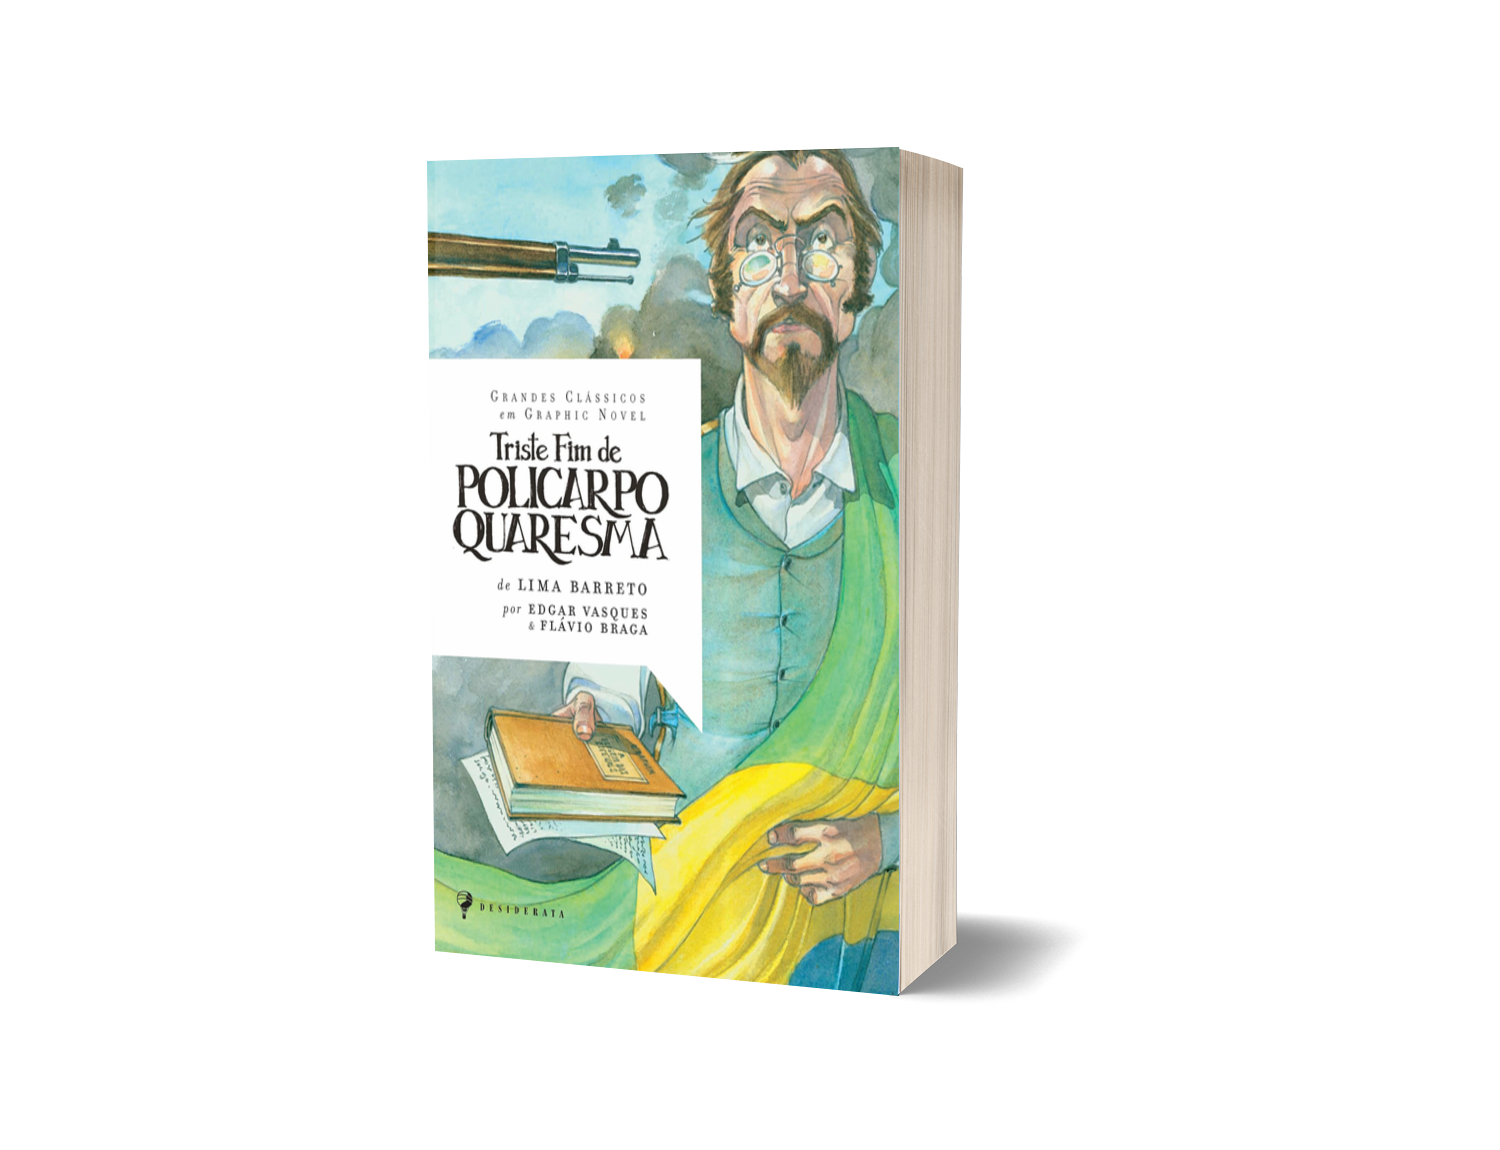 GRANDES CLÁSSICOS
em GRAPHIC NOVEL
Triste Fim de
POLICARPO
QUARESMA
de LIMA BARRETO
por EDGAR VASQUES
& FLÁVIO BRAGA
DESIDERATA